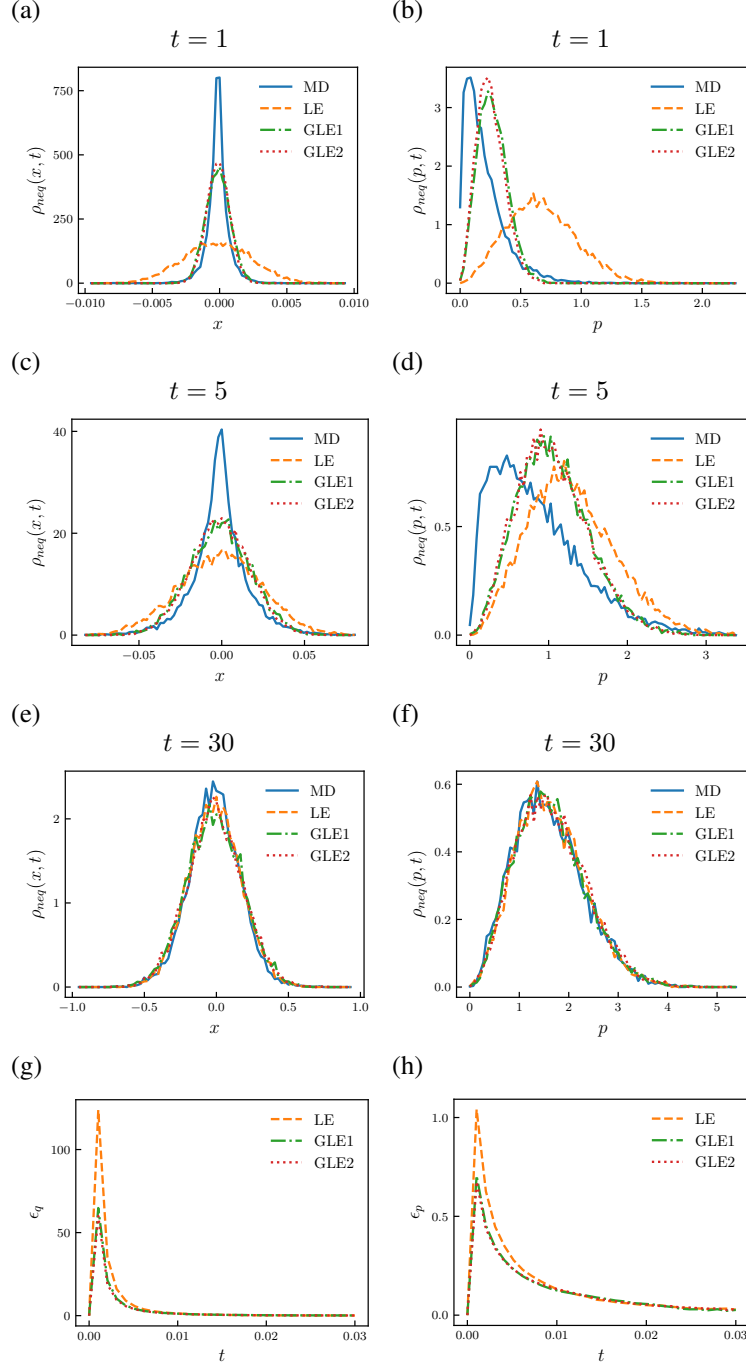 (a)
t = 1
ρneq(x, t)
750
500
250
0
−0.010
−0.005
0.000
0.005
0.010
x
MD
LE
GLE1
GLE2
(b)
t = 1
ρneq(p, t)
3
2
1
0
0.0
0.5
1.0
1.5
2.0
p
MD
LE
GLE1
GLE2
(c)
t = 5
ρneq(x, t)
40
20
0
−0.05
0.00
0.05
x
MD
LE
GLE1
GLE2
(d)
t = 5
ρneq(p, t)
0.5
0.0
0
1
2
3
p
MD
LE
GLE1
GLE2
(e)
t = 30
ρneq(x, t)
2
1
0
−1.0
−0.5
0.0
0.5
1.0
x
MD
LE
GLE1
GLE2
(f)
t = 30
ρneq(p, t)
0.6
0.4
0.2
0.0
0
1
2
3
4
5
p
MD
LE
GLE1
GLE2
(g)
ϵq
100
50
0
0.00
0.01
0.02
0.03
t
LE
GLE1
GLE2
(h)
ϵp
1.0
0.5
0.0
0.00
0.01
0.02
0.03
t
LE
GLE1
GLE2